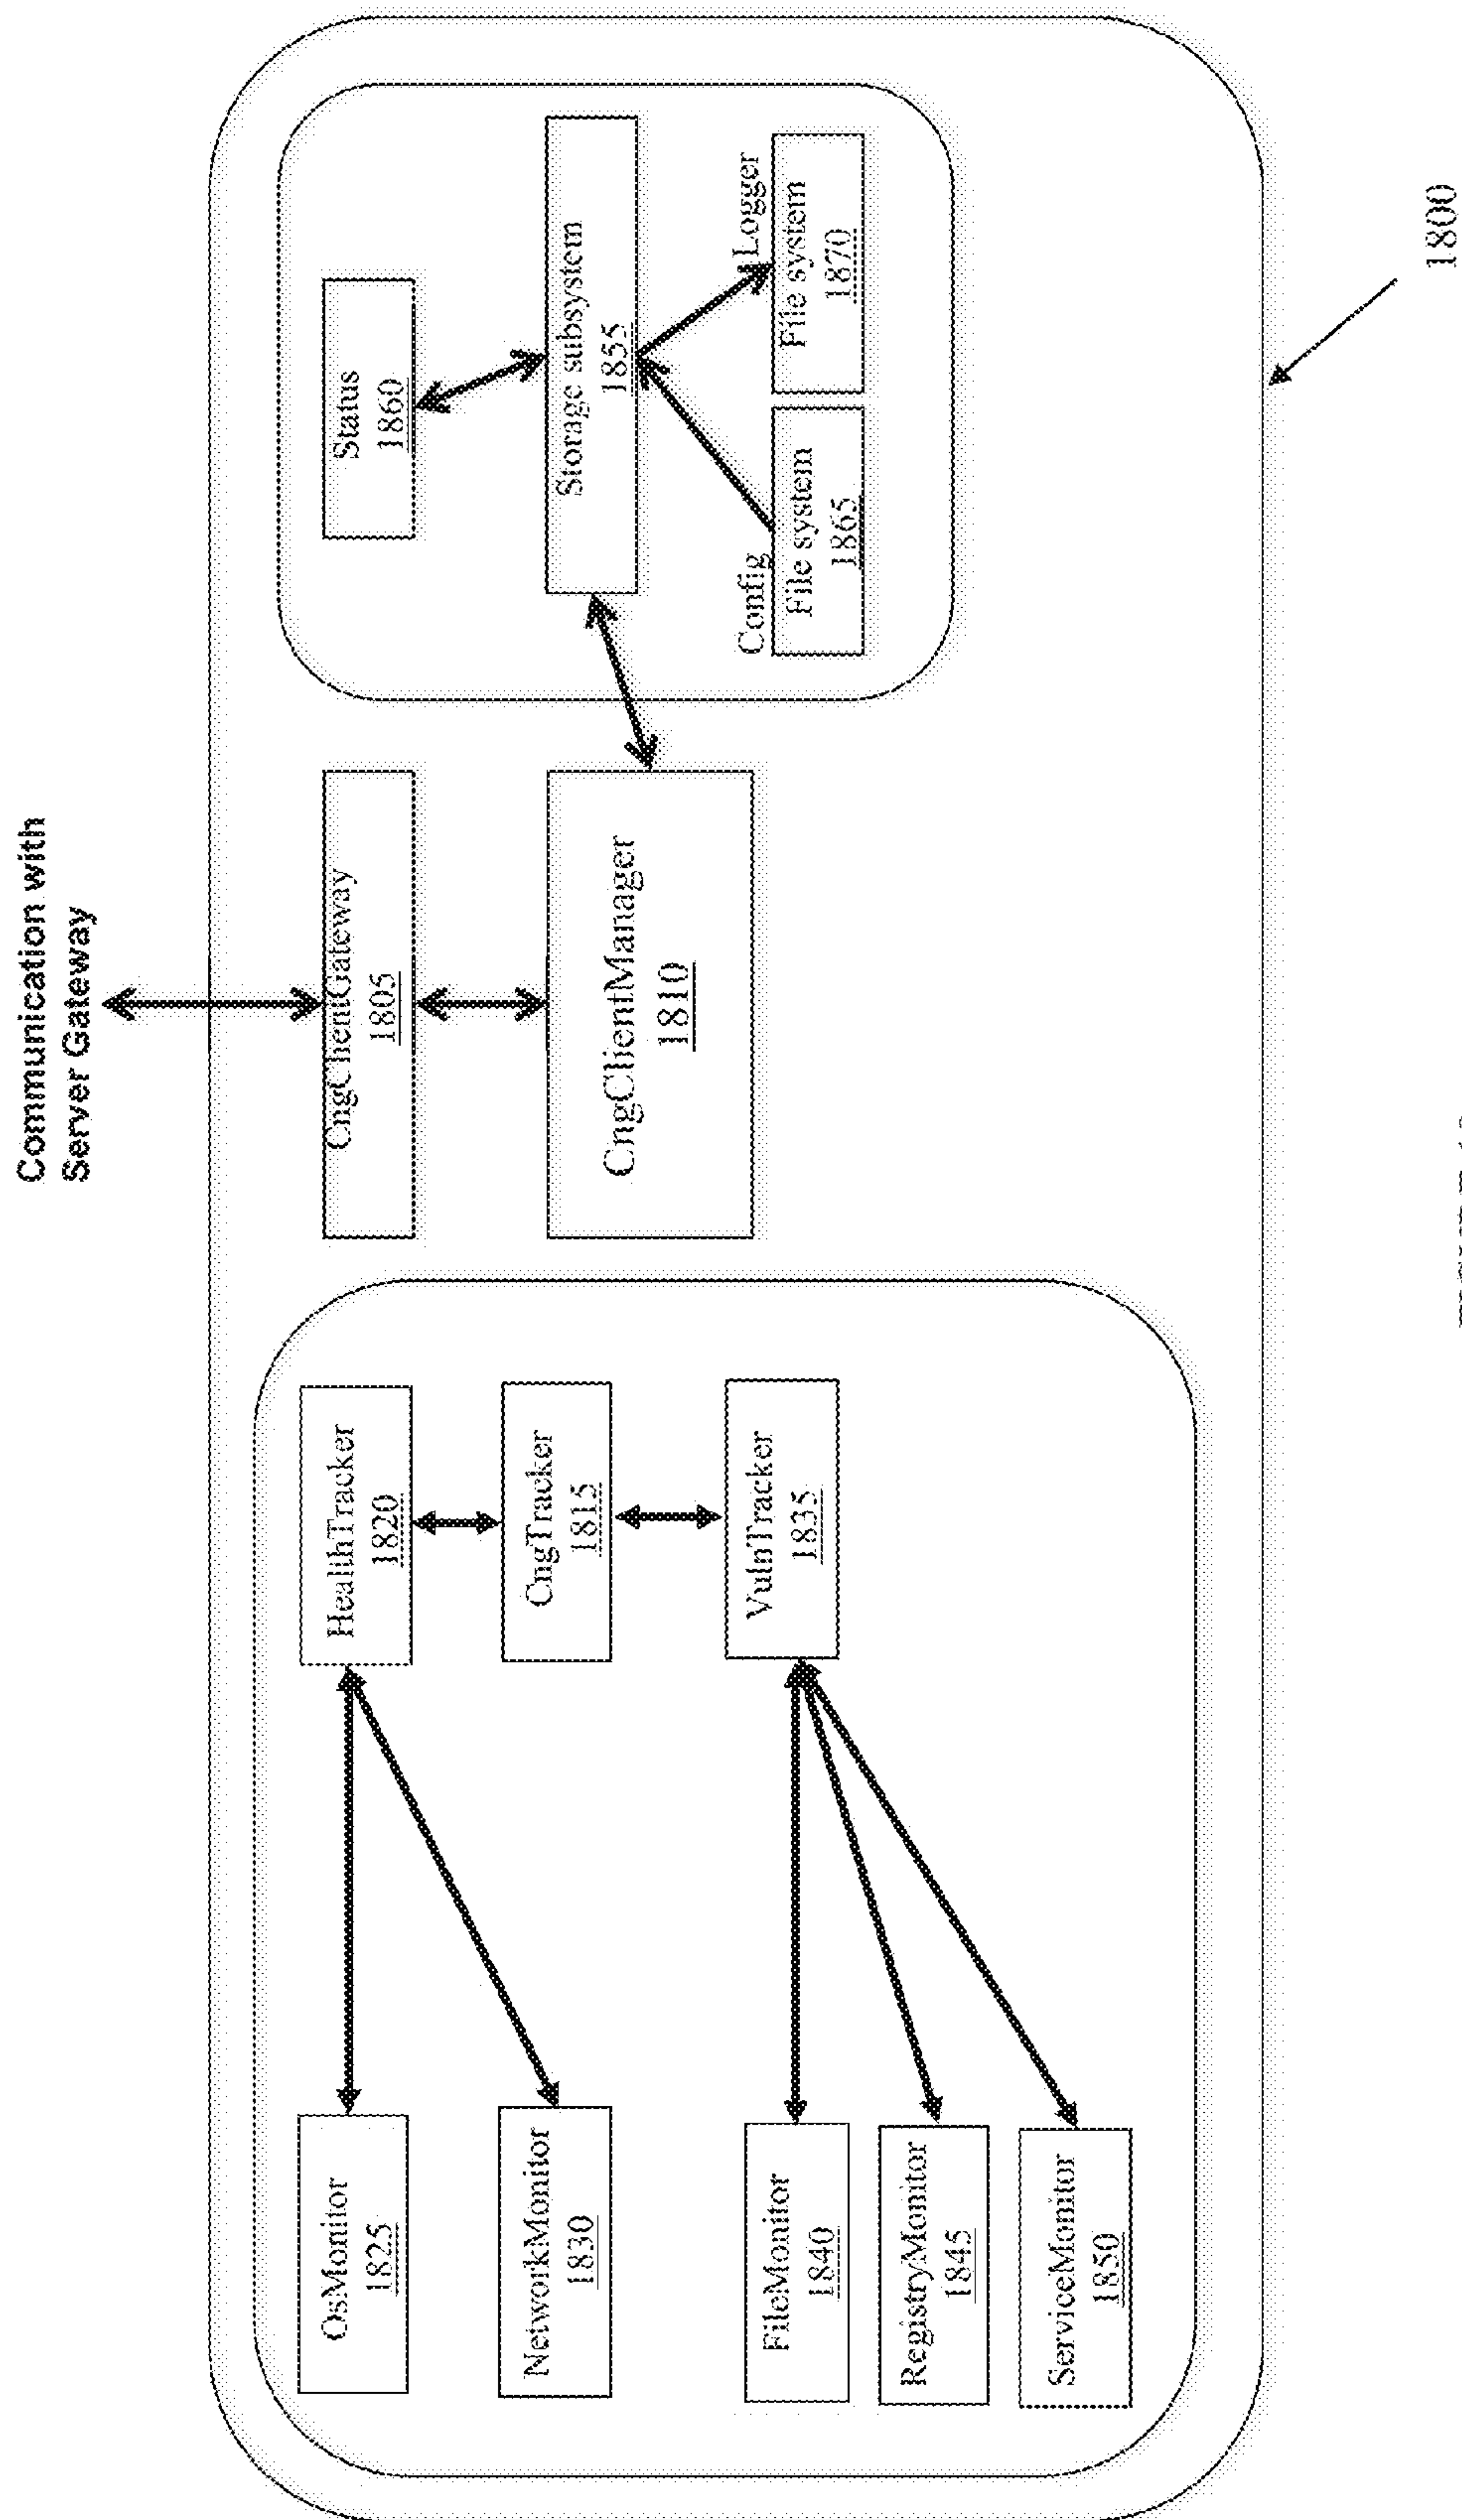 Communication with
Server Gateway
OsMonitor
1825
NetworkMonitor
1830
FileMonitor
1840
RegistryMonitor
1845
ServiceMonitor
1850
HealthTracker
1820
CngTracker
1815
VulnTracker
1835
CngClientGateway
1805
CngClientManager
1810
Status
1860
Storage subsystem
1855
Config
File system
1865
Logger
File system
1870
1800